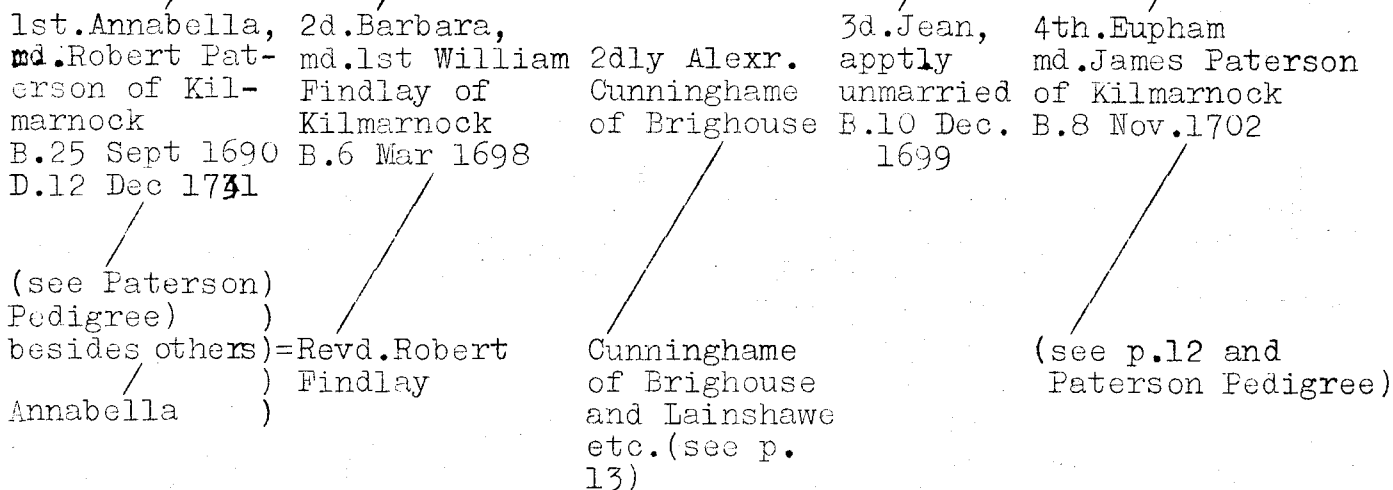 1st.Annabella,
md.Robert Pat-
erson of Kil-
marnock
B.25 Sept 1690
D.12 Dec 1731
2d.Barbara,
md.1st William
Findlay of
Kilmarnock
B.6 Mar 1698
2dly Alexr.
Cunninghame
of Brighouse
3d.Jean,
apptly
unmarried
B.10 Dec.
1699
4th.Eupham
md.James Paterson
of Kilmarnock
B.8 Nov.1702
(see Paterson)
Pedigree) )
besides others)=Revd.Robert
) Findlay
Annabella )
Cunninghame
of Brighouse
and Lainshawe
etc.(see p.
13)
(see p.12 and
Paterson Pedigree)